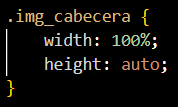 .img_cabecera {
    width: 100%;
    height: auto;
}